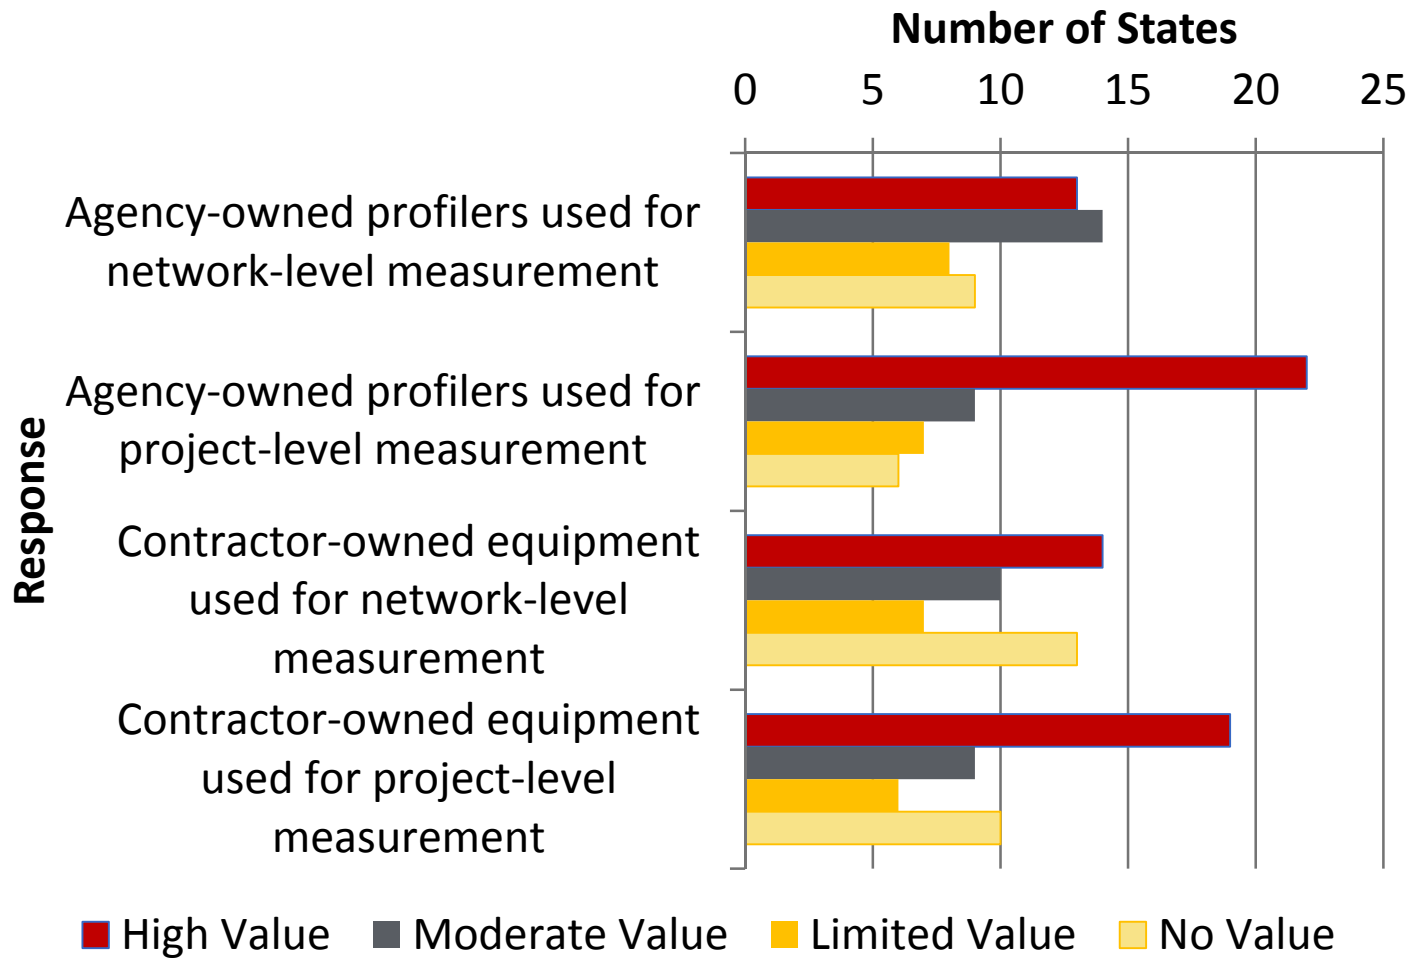 Number of States
0 5 10 15 20 25
Agency-owned profilers used for
network-level measurement
Agency-owned profilers used for
project-level measurement
Response
Contractor-owned equipment
used for network-level
measurement
Contractor-owned equipment
used for project-level
measurement
High Value Moderate Value Limited Value No Value